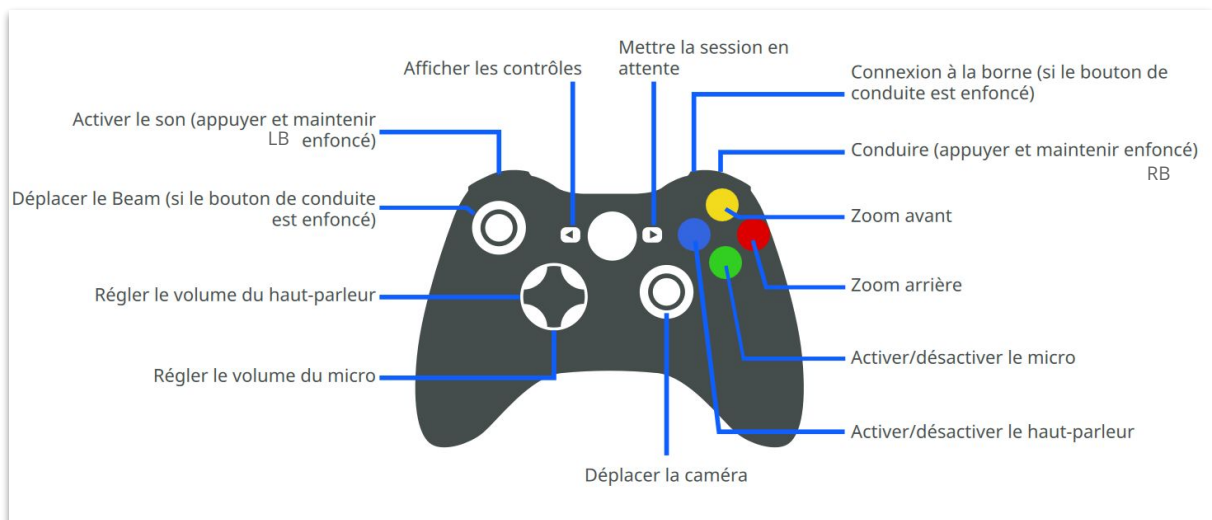 Afficher les contrôles
Mettre la session en
attente
Connexion à la borne (si le bouton de
conduite est enfoncé)
Activer le son (appuyer et maintenir
LB enfoncé)
Conduire (appuyer et maintenir enfoncé)
RB
Déplacer le Beam (si le bouton de conduite
est enfoncé)
Zoom avant
Régler le volume du haut-parleur
Zoom arrière
Régler le volume du micro
Activer/désactiver le micro
Activer/désactiver le haut-parleur
Déplacer la caméra